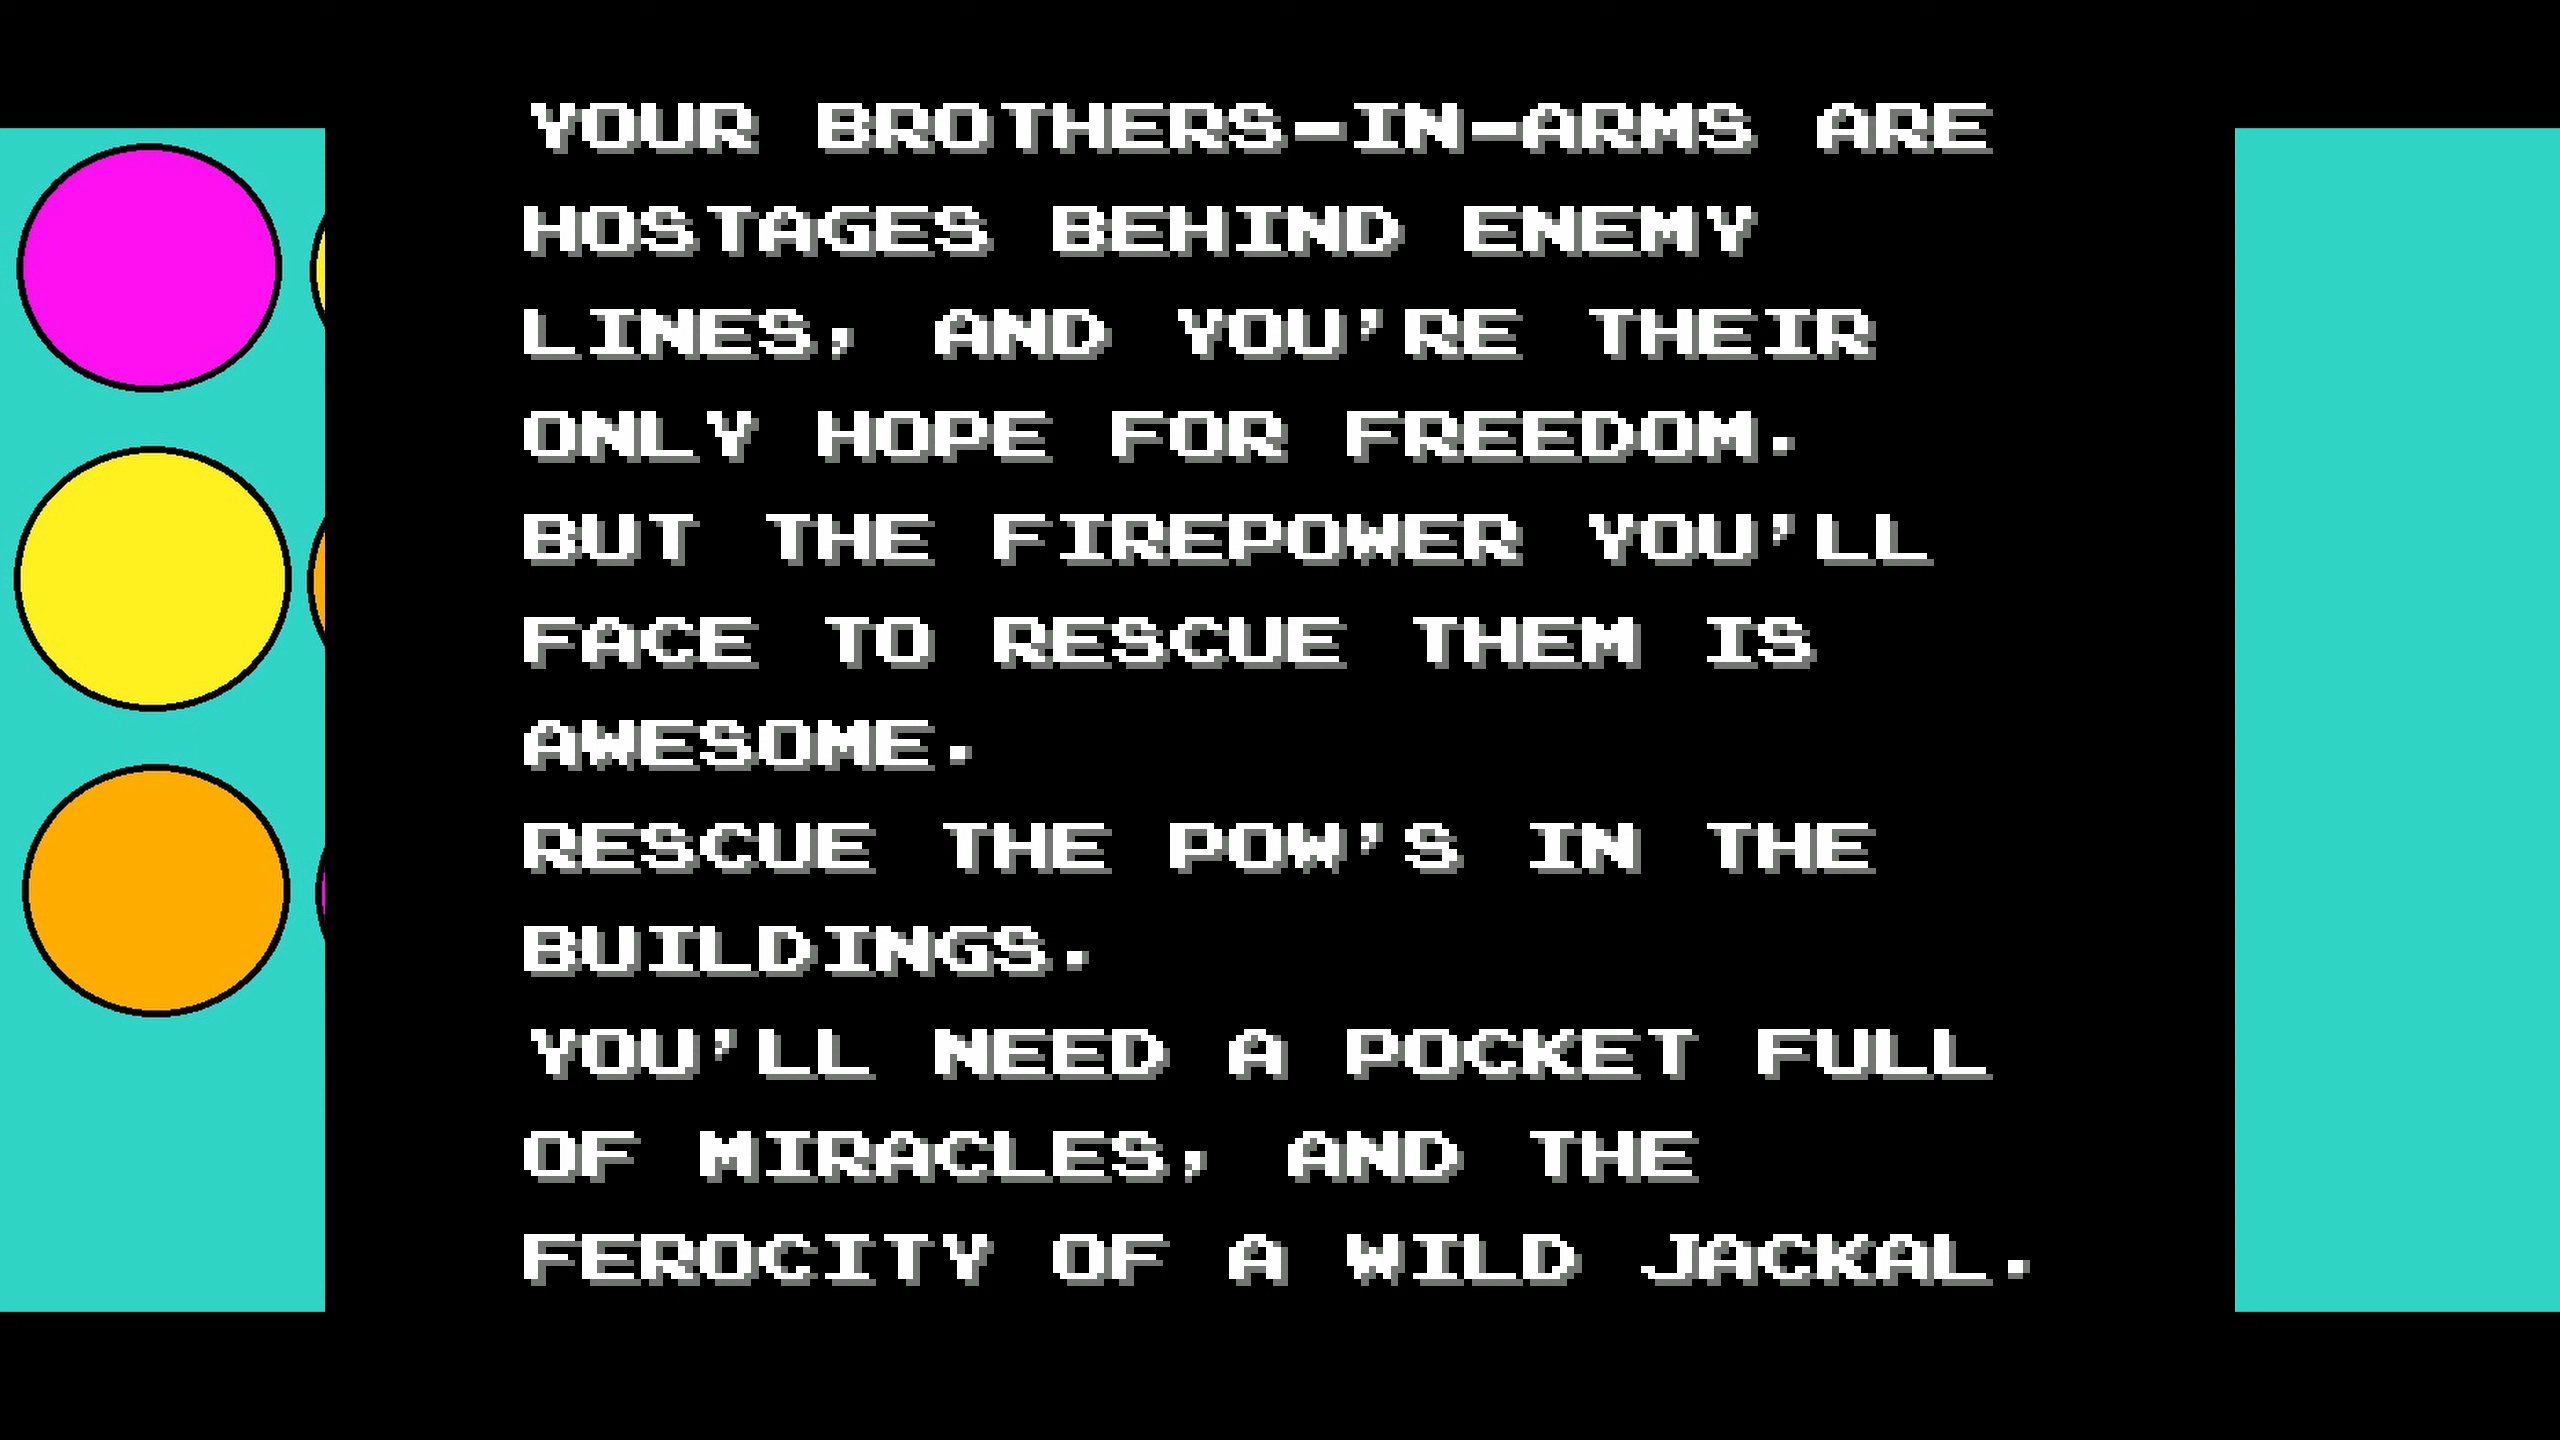 YOUR BROTHERS-IN-ARMS ARE
HOSTAGES BEHIND ENEMY
LINES, AND YOU'RE THEIR
ONLY HOPE FOR FREEDOM.
BUT THE FIREPOWER YOU'LL
FACE TO RESCUE THEM IS
AWESOME.
RESCUE THE POW'S IN THE
BUILDINGS.
YOU'LL NEED A POCKET FULL
OF MIRACLES, AND THE
FEROCITY OF A WILD JACKAL.